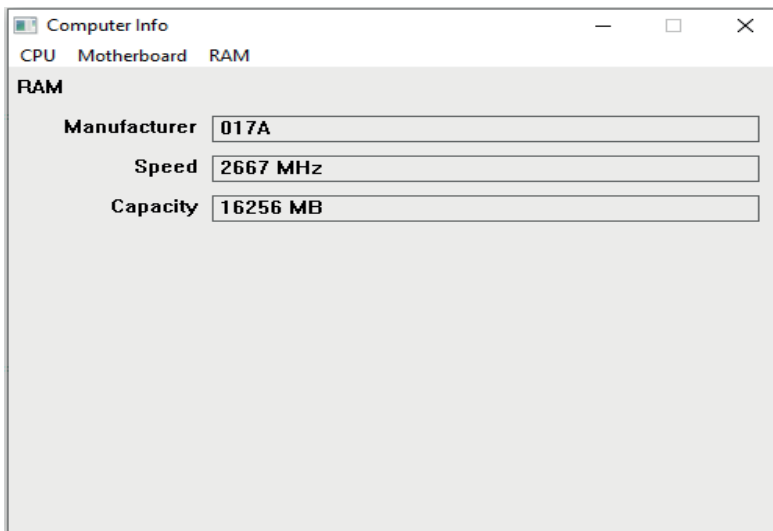 Computer Info
CPU Motherboard RAM
RAM
Manufacturer 017A
Speed 2667 MHz
Capacity 16256 MB